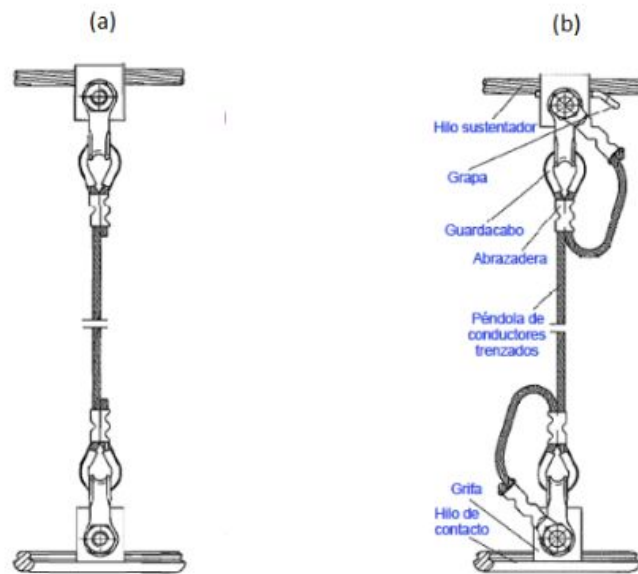 (a)
(b)
Hilo sustentador
Grapa
Guardacabo
Abrazadera
Péndola de
conductores
trenzados
Grifa
Hilo de
contacto